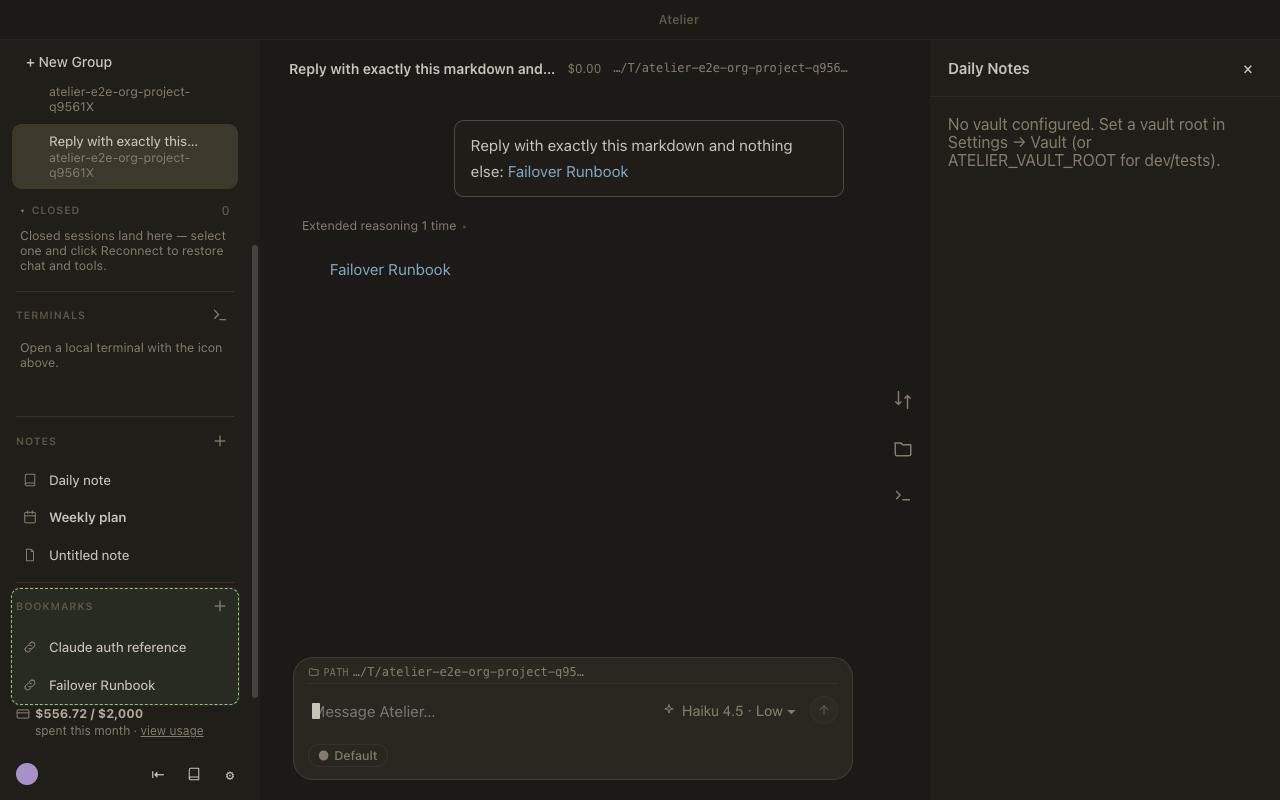 Atelier
+ New Group
atelier-e2e-org-project-
q9561X
Reply with exactly this...
atelier-e2e-org-project-
q9561X
CLOSED 0
Closed sessions land here — select
one and click Reconnect to restore
chat and tools.
TERMINALS
Open a local terminal with the icon
above.
NOTES
Daily note
Weekly plan
Untitled note
BOOKMARKS
Claude auth reference
Failover Runbook
$556.72 / $2,000
spent this month · view usage
Reply with exactly this markdown and... $0.00 …/T/atelier-e2e-org-project-q956…
Reply with exactly this markdown and nothing
else: Failover Runbook
Extended reasoning 1 time
Failover Runbook
PATH …/T/atelier-e2e-org-project-q95…
Message Atelier...
Haiku 4.5 · Low
Default
Daily Notes
No vault configured. Set a vault root in
Settings → Vault (or
ATELIER_VAULT_ROOT for dev/tests).